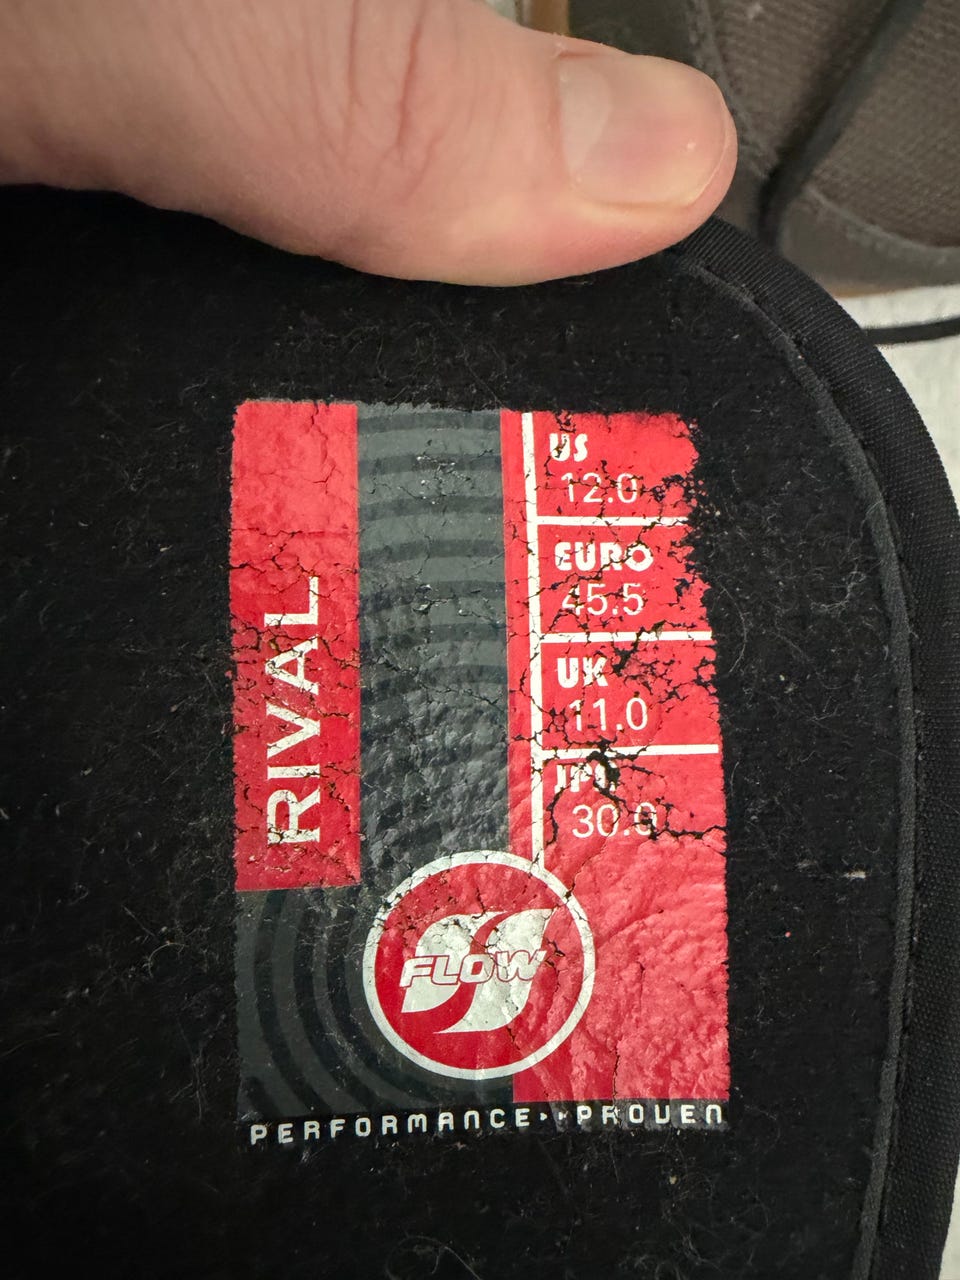 RIVAL
US
12.0
EURO
45.5
UK
11.0
30.0
FLOW
PERFORMANCE PROVEN